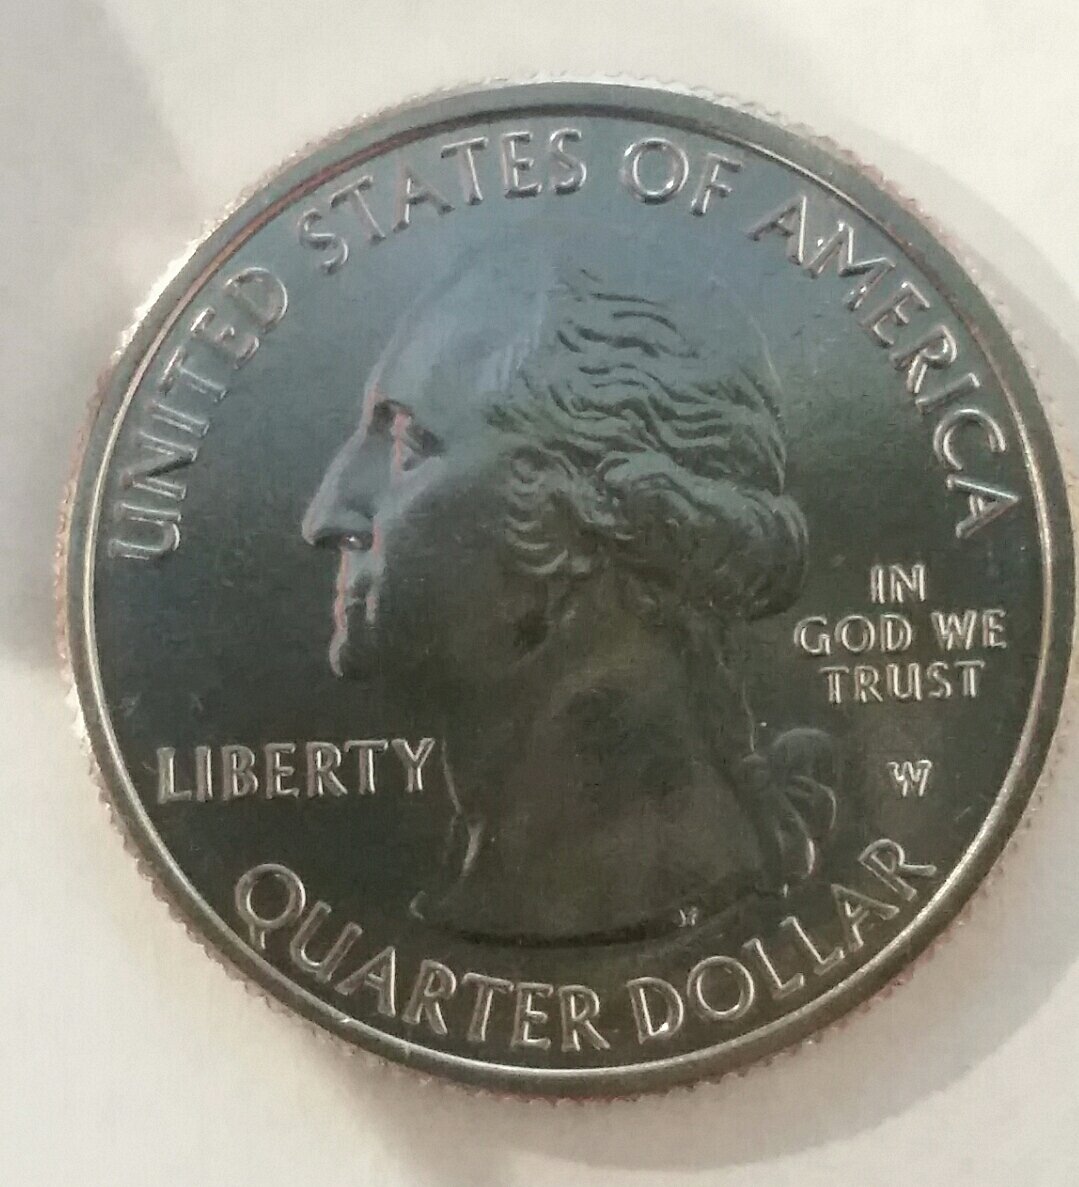 UNITED STATES OF AMERICA
IN
GOD WE
TRUST
LIBERTY
W
QUARTER DOLLAR